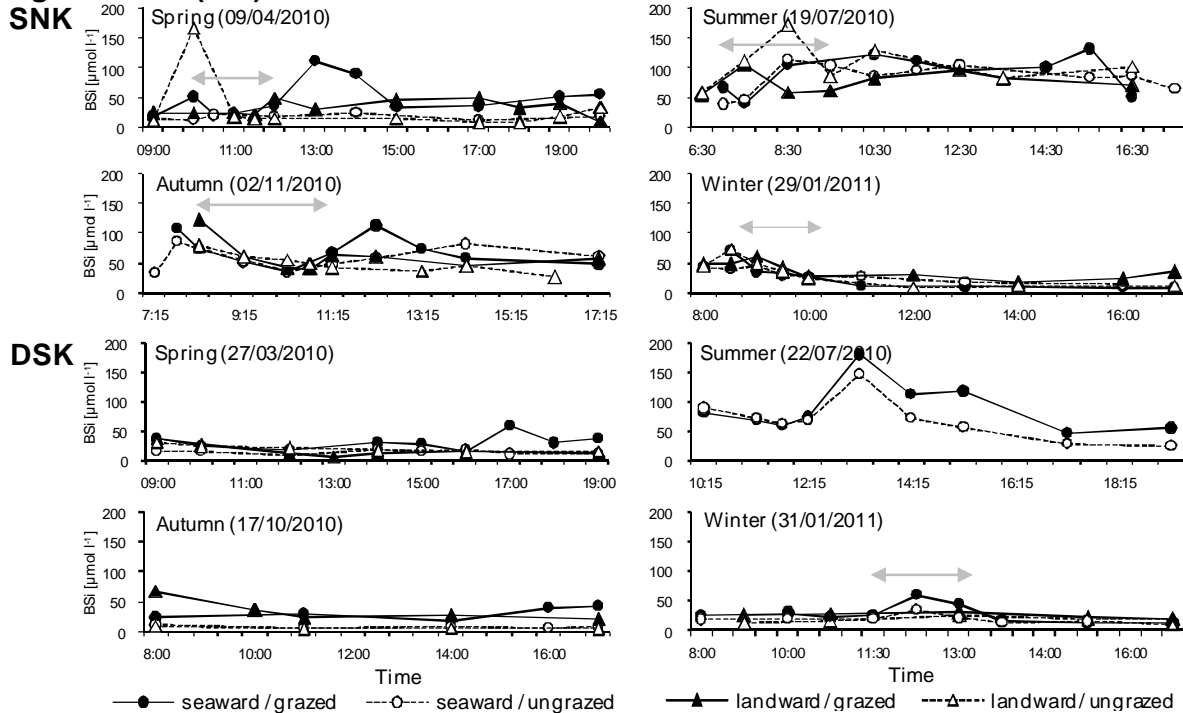 SNK
Spring (09/04/2010)
BSi [µmol l-1]
200
150
100
50
0
09:00 11:00 13:00 15:00 17:00 19:00
Summer (19/07/2010)
200
150
100
50
0
6:30 8:30 10:30 12:30 14:30 16:30
Autumn (02/11/2010)
BSi [µmol l-1]
200
150
100
50
0
7:15 9:15 11:15 13:15 15:15 17:15
Winter (29/01/2011)
200
150
100
50
0
8:00 10:00 12:00 14:00 16:00
DSK
Spring (27/03/2010)
BSi [µmol l-1]
200
150
100
50
0
09:00 11:00 13:00 15:00 17:00 19:00
Summer (22/07/2010)
200
150
100
50
0
10:15 12:15 14:15 16:15 18:15
Autumn (17/10/2010)
BSi [µmol l-1]
200
150
100
50
0
8:00 10:00 12:00 14:00 16:00
Time
Winter (31/01/2011)
200
150
100
50
0
8:00 10:00 11:30 13:00 15:00
Time
seaward / grazed seaward / ungrazed landward / grazed landward / ungrazed